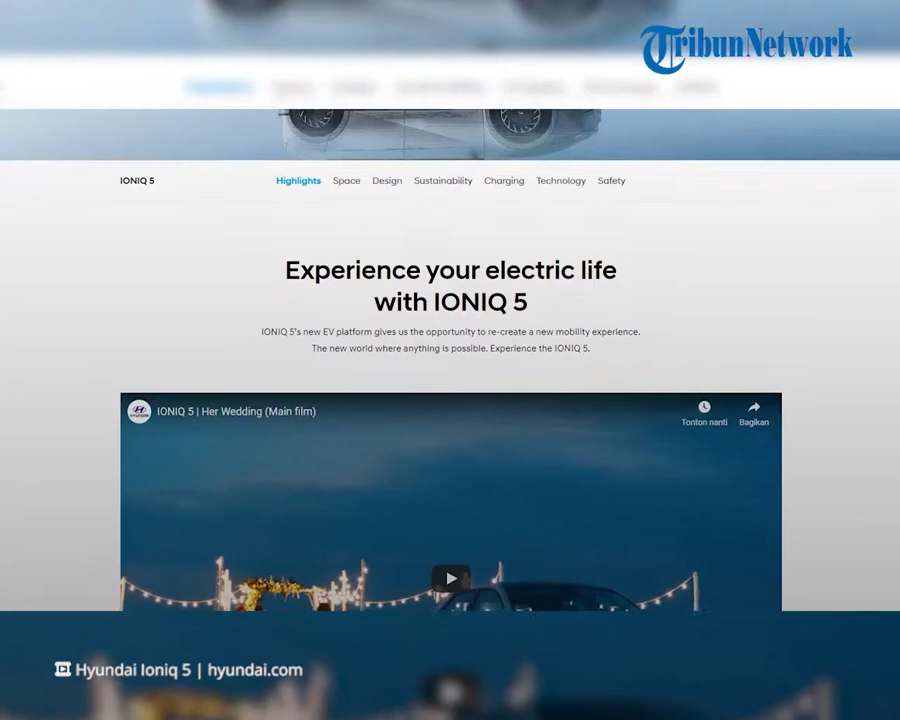 TribunNetwork
IONIQ 5
Highlights Space Design Sustainability Charging Technology Safety
Experience your electric life
with IONIQ 5
IONIQ 5's new EV platform gives us the opportunity to re-create a new mobility experience.
The new world where anything is possible. Experience the IONIQ 5.
HYUNDAI
IONIQ 5 | Her Wedding (Main film)
Tonton nanti Bagikan
Hyundai Ioniq 5 | hyundai.com